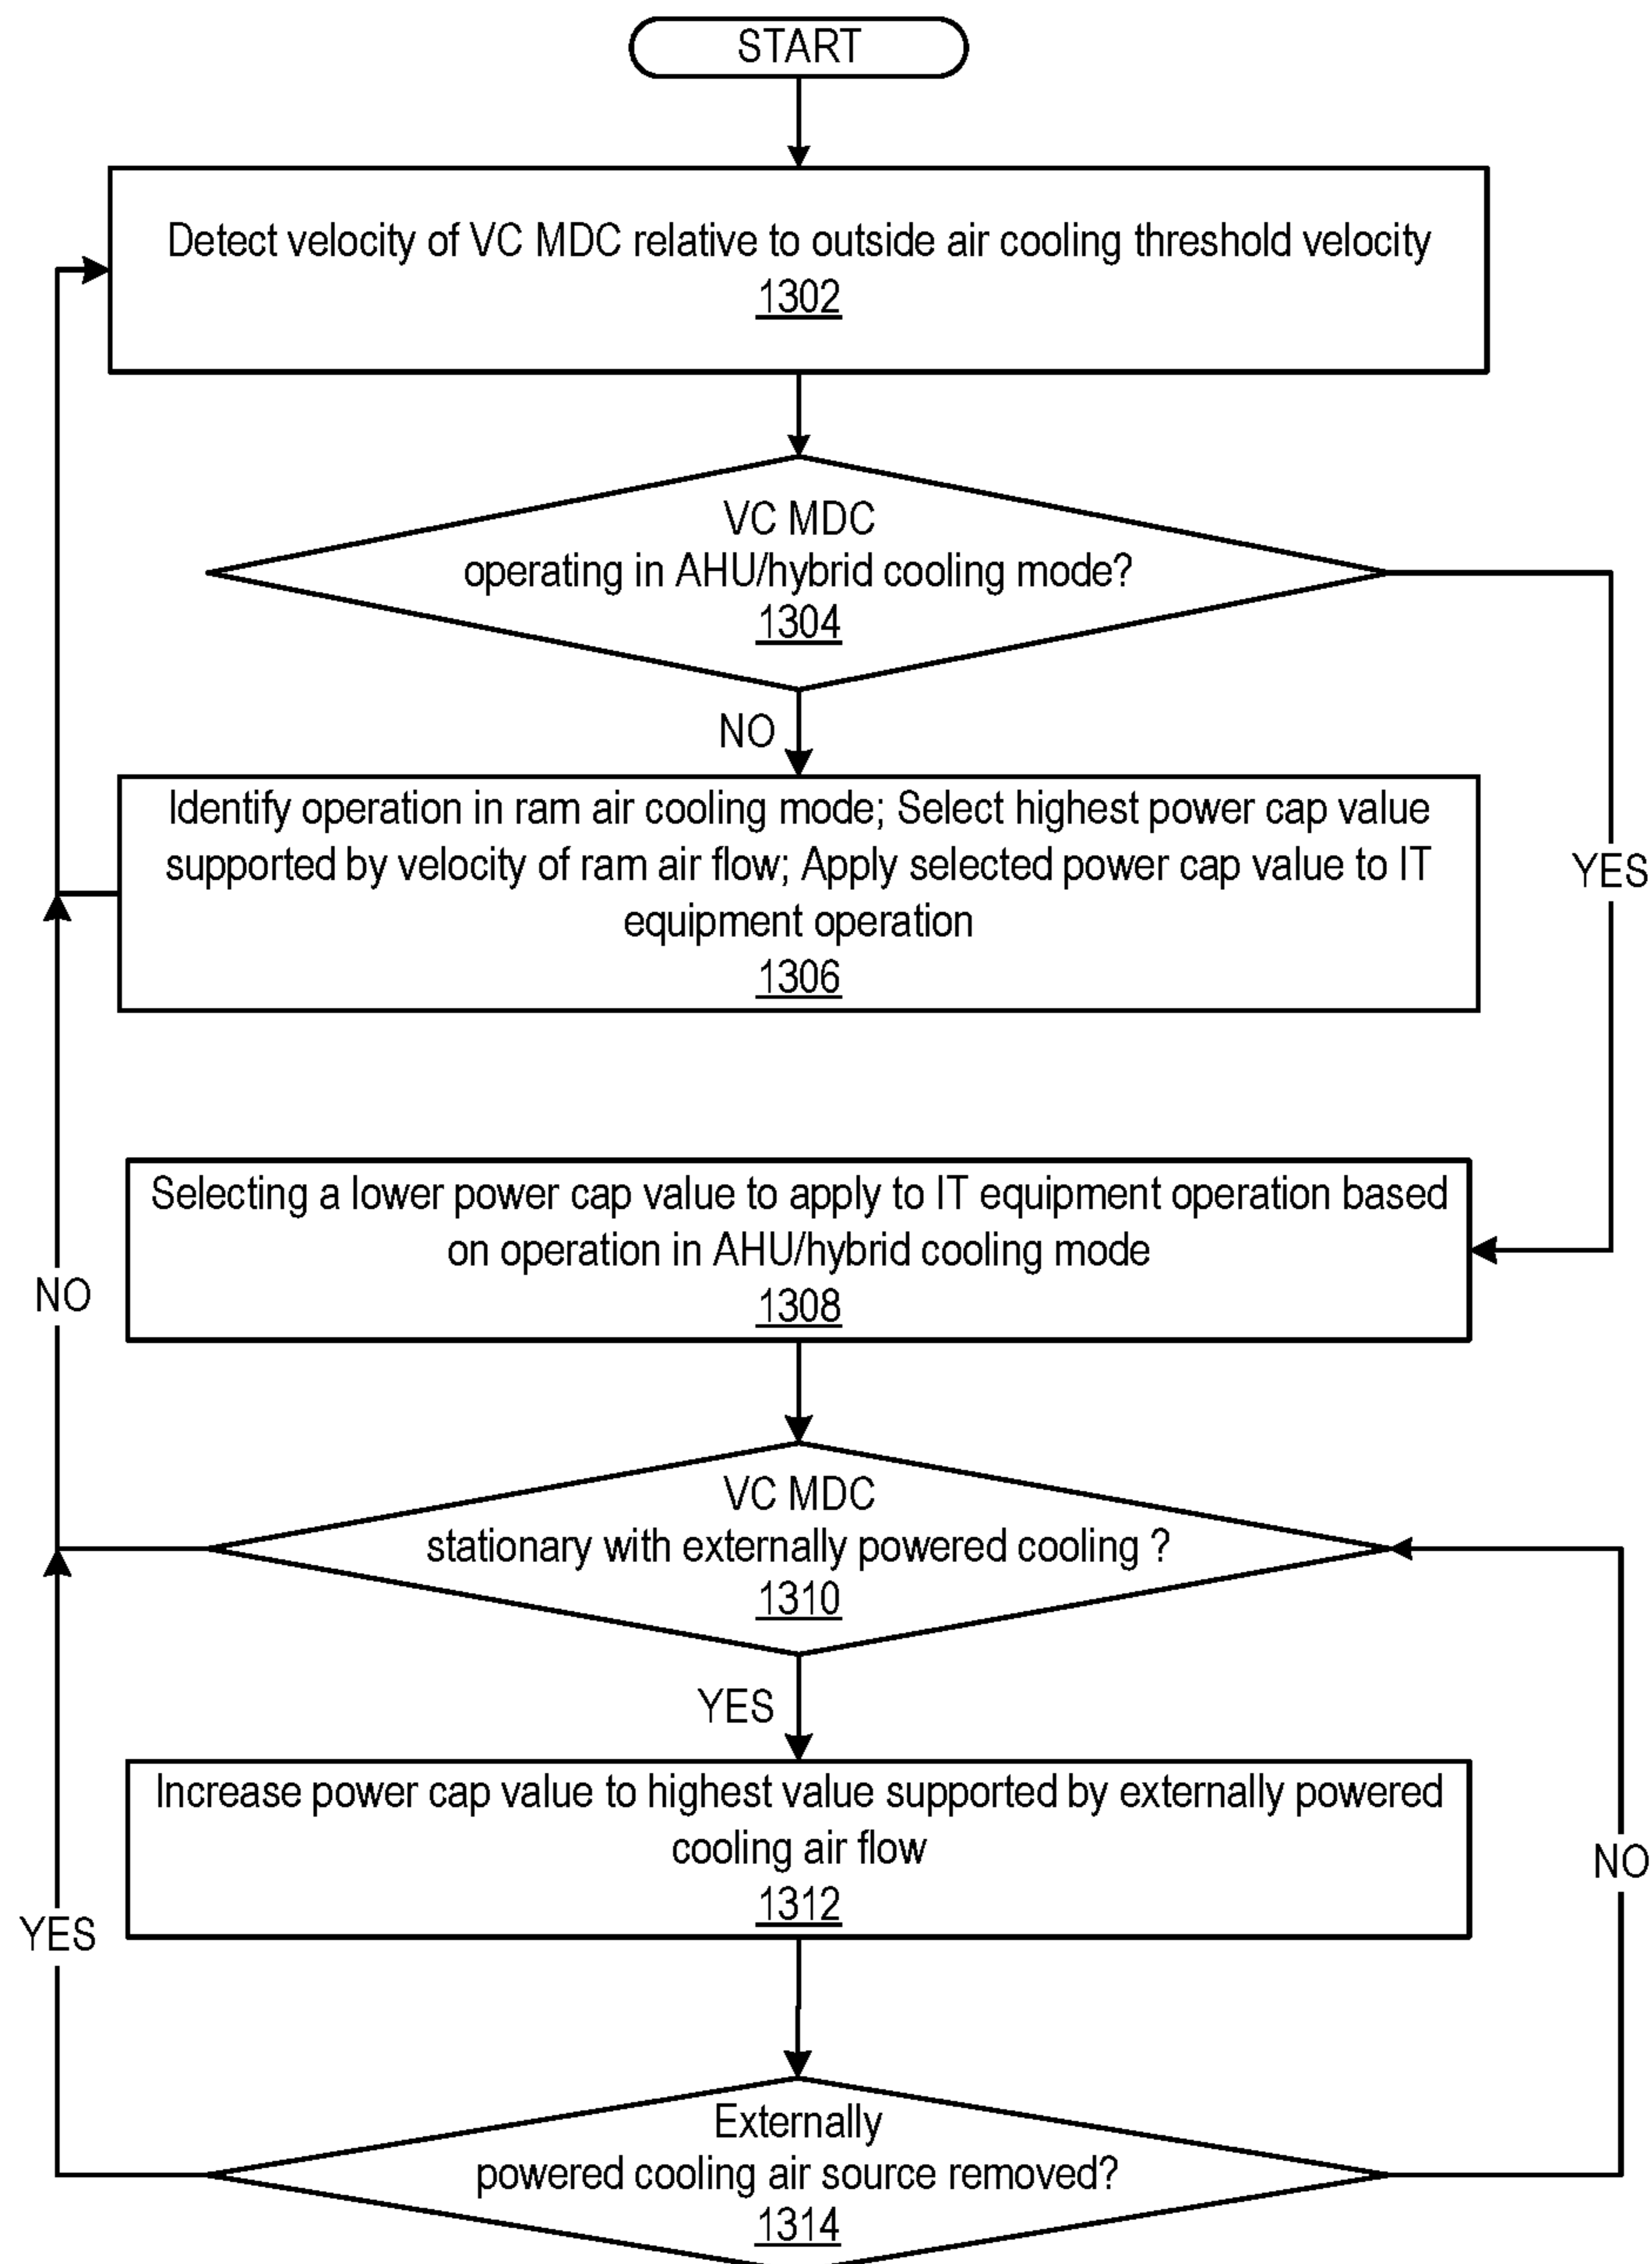 START
Detect velocity of VC MDC relative to outside air cooling threshold velocity
1302
VC MDC
operating in AHU/hybrid cooling mode?
1304
NO
Identify operation in ram air cooling mode; Select highest power cap value
supported by velocity of ram air flow; Apply selected power cap value to IT
equipment operation
1306
YES
Selecting a lower power cap value to apply to IT equipment operation based
on operation in AHU/hybrid cooling mode
1308
NO
VC MDC
stationary with externally powered cooling ?
1310
YES
Increase power cap value to highest value supported by externally powered
cooling air flow
1312
NO
YES
Externally
powered cooling air source removed?
1314